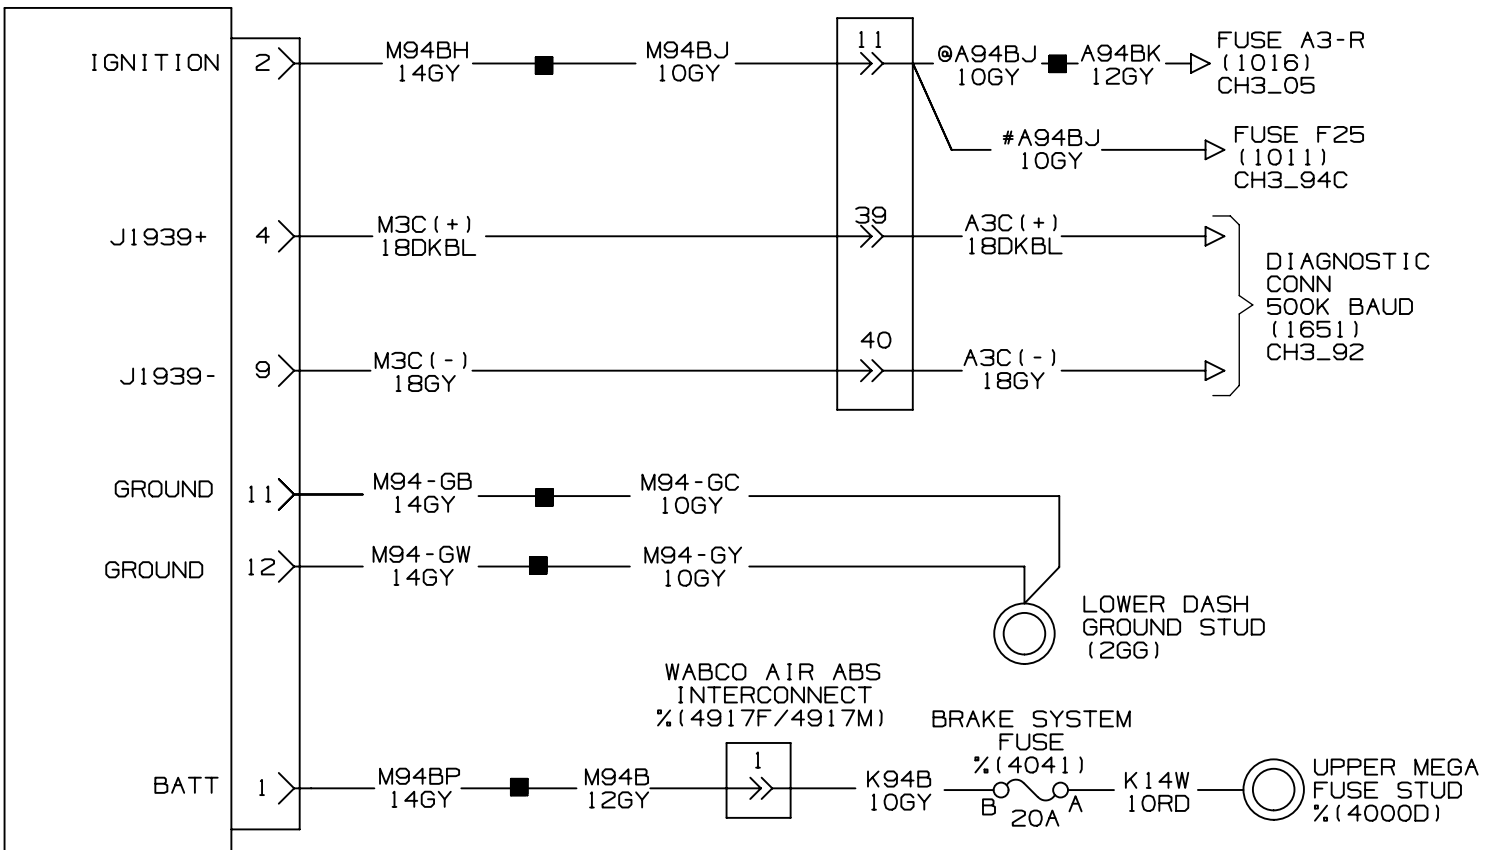 IGNITION 2 M94BH M94BJ 11 @A94BJ A94BK FUSE A3-R
14GY 10GY 10GY 12GY (1016)
CH3_05
#A94BJ FUSE F25
10GY (1011)
CH3_94C
J1939+ 4 M3C(+) 39 A3C(+)
18DKBL 18DKBL
DIAGNOSTIC
CONN
500K BAUD
(1651)
CH3_92
J1939- 9 M3C(-) 40 A3C(-)
18GY 18GY
GROUND 11 M94-GB M94-GC
14GY 10GY
GROUND 12 M94-GW M94-GY
14GY 10GY
LOWER DASH
GROUND STUD
(2GG)
WABCO AIR ABS
INTERCONNECT
%(4917F/4917M)
BRAKE SYSTEM
FUSE
%(4041)
BATT 1 M94BP M94B 1 K94B B A K14W
14GY 12GY 10GY 20A 10RD
UPPER MEGA
FUSE STUD
%(4000D)